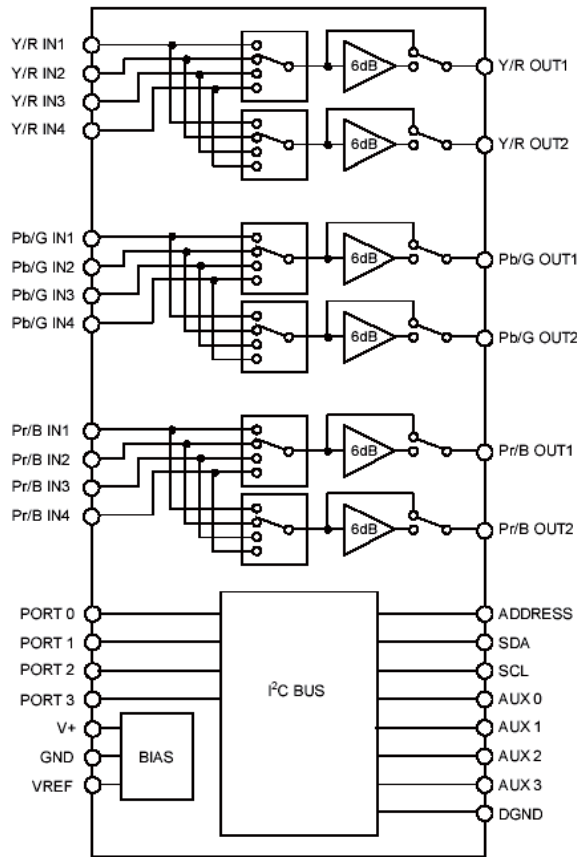 Y/R IN1
Y/R IN2
Y/R IN3
Y/R IN4
6dB
Y/R OUT1
6dB
Y/R OUT2
Pb/G IN1
Pb/G IN2
Pb/G IN3
Pb/G IN4
6dB
Pb/G OUT1
6dB
Pb/G OUT2
Pr/B IN1
Pr/B IN2
Pr/B IN3
Pr/B IN4
6dB
Pr/B OUT1
6dB
Pr/B OUT2
PORT 0
PORT 1
PORT 2
PORT 3
V+
GND
VREF
BIAS
I²C BUS
ADDRESS
SDA
SCL
AUX 0
AUX 1
AUX 2
AUX 3
DGND